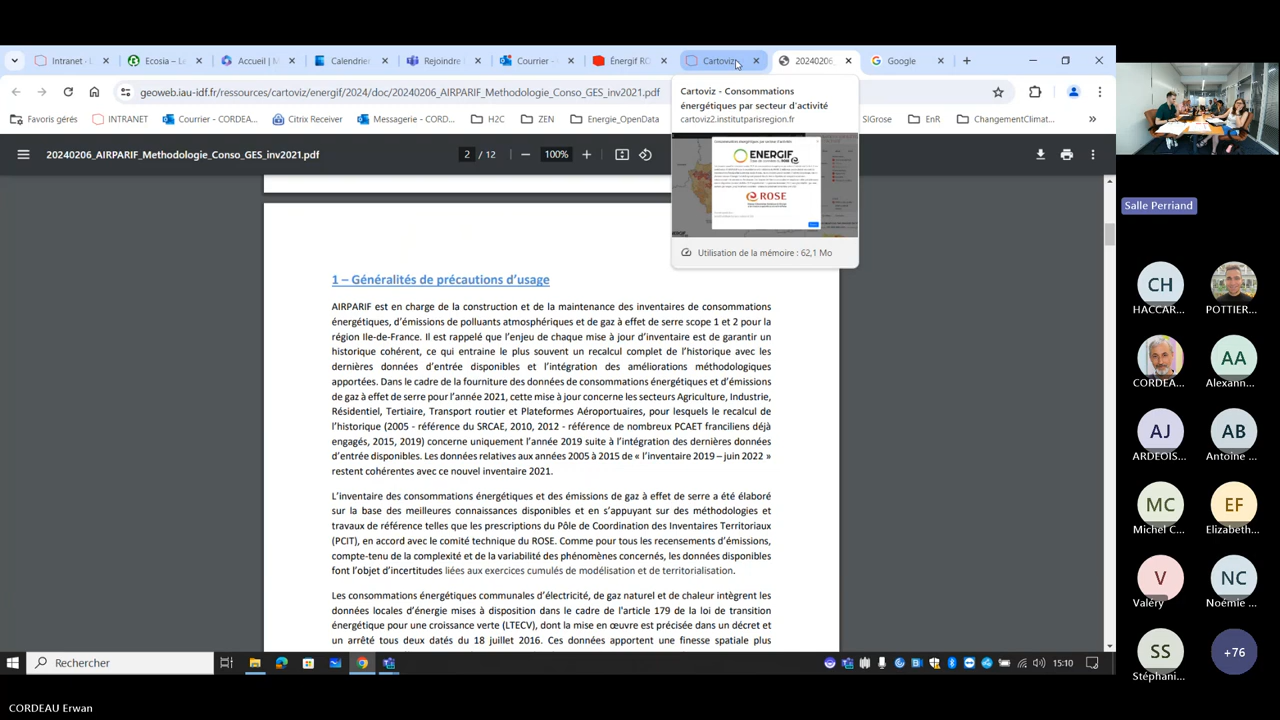 Intranet - L
Ecosia – Le
Accueil | M
Calendrier
Rejoindre
Courrier -
Énergif RO
Cartoviz
20240206_
Google
geoweb.iau-idf.fr/ressources/cartoviz/energif/2024/doc/20240206_AIRPARIF_Methodologie_Conso_GES_inv2021.pdf
Favoris gérés
INTRANET
Courrier - CORDEAU...
Citrix Receiver
Messagerie - CORD...
H2C
ZEN
Energie_OpenData
SIGrose
EnR
ChangementClimat...
Cartoviz - Consommations
énergétiques par secteur d'activité
cartoviz2.institutparisregion.fr
ENERGIF
ROSE
Utilisation de la mémoire : 62,1 Mo
20240206_AIRPARIF_Methodologie_Conso_GES_inv2021.pdf
2 / 12
100%
1 – Généralités de précautions d'usage
AIRPARIF est en charge de la construction et de la maintenance des inventaires de consommations
énergétiques, d'émissions de polluants atmosphériques et de gaz à effet de serre scope 1 et 2 pour la
région Ile-de-France. Il est rappelé que l'enjeu de chaque mise à jour d'inventaire est de garantir un
historique cohérent, ce qui entraine le plus souvent un recalcul complet de l'historique avec les
dernières données d'entrée disponibles et l'intégration des améliorations méthodologiques
apportées. Dans le cadre de la fourniture des données de consommations énergétiques et d'émissions
de gaz à effet de serre pour l'année 2021, cette mise à jour concerne les secteurs Agriculture, Industrie,
Résidentiel, Tertiaire, Transport routier et Plateformes Aéroportuaires, pour lesquels le recalcul de
l'historique (2005 - référence du SRCAE, 2010, 2012 - référence de nombreux PCAET franciliens déjà
engagés, 2015, 2019) concerne uniquement l'année 2019 suite à l'intégration des dernières données
d'entrée disponibles. Les données relatives aux années 2005 à 2015 de « l'inventaire 2019 – juin 2022 »
restent cohérentes avec ce nouvel inventaire 2021.
L'inventaire des consommations énergétiques et des émissions de gaz à effet de serre a été élaboré
sur la base des meilleures connaissances disponibles et en s'appuyant sur des méthodologies et
travaux de référence telles que les prescriptions du Pôle de Coordination des Inventaires Territoriaux
(PCIT), en accord avec le comité technique du ROSE. Comme pour tous les recensements d'émissions,
compte-tenu de la complexité et de la variabilité des phénomènes concernés, les données disponibles
font l'objet d'incertitudes liées aux exercices cumulés de modélisation et de territorialisation.
Les consommations énergétiques communales d'électricité, de gaz naturel et de chaleur intègrent les
données locales d'énergie mises à disposition dans le cadre de l'article 179 de la loi de transition
énergétique pour une croissance verte (LTECV), dont la mise en œuvre est précisée dans un décret et
un arrêté tous deux datés du 18 juillet 2016. Ces données apportent une finesse spatiale plus
Rechercher
15:10
CORDEAU Erwan
Salle Perriand
CH
HACCAR...
POTTIER...
CORDEA...
AA
Alexann...
AJ
ARDEOIS...
AB
Antoine ...
MC
Michel C...
EF
Elizabeth...
V
Valéry
NC
Noémie ...
SS
Stéphani...
+76